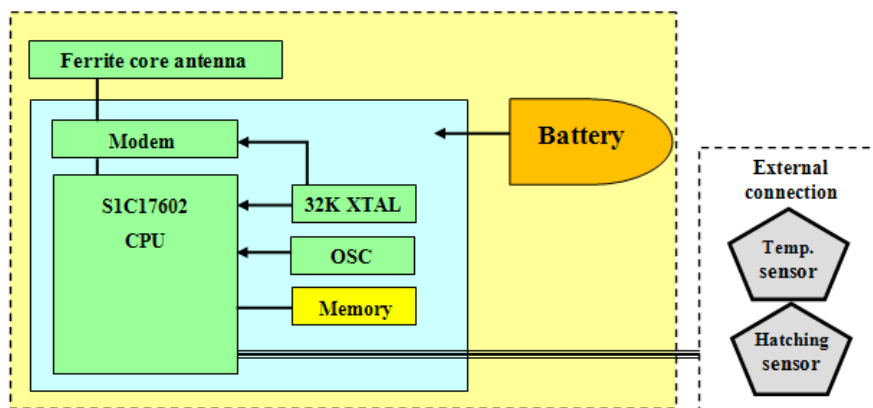 Ferrite core antenna
Modem
S1C17602
CPU
32K XTAL
OSC
Memory
Battery
External
connection
Temp.
sensor
Hatching
sensor